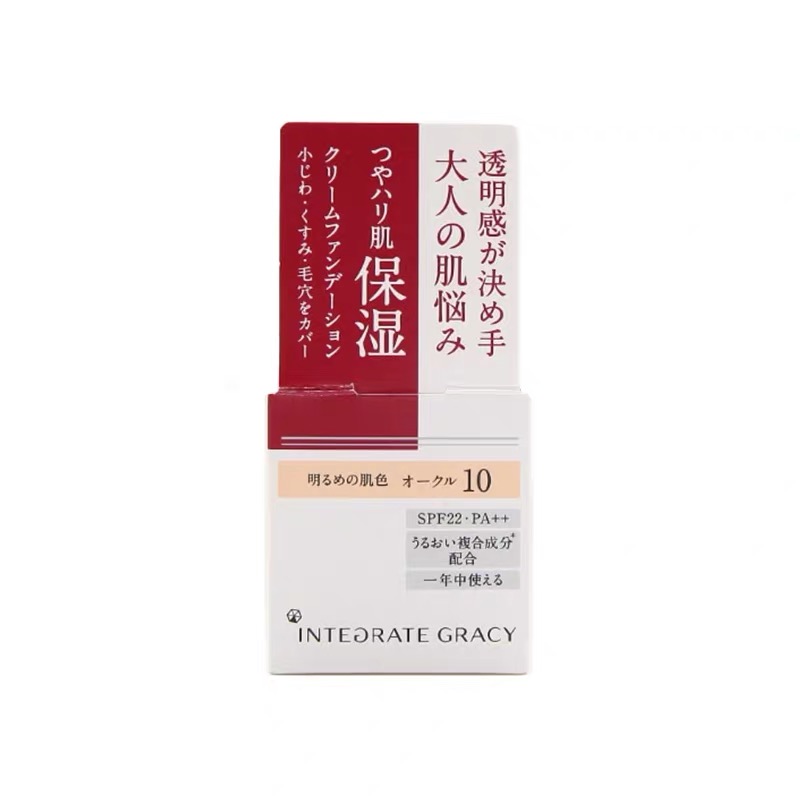 透明感が決め手
大人の肌悩み
つやハリ肌 保湿
クリームファンデーション
小じわ・くすみ・毛穴をカバー
明るめの肌色 オークル 10
SPF22・PA++
うるおい複合成分*
配合
一年中使える
INTEGRATE GRACY